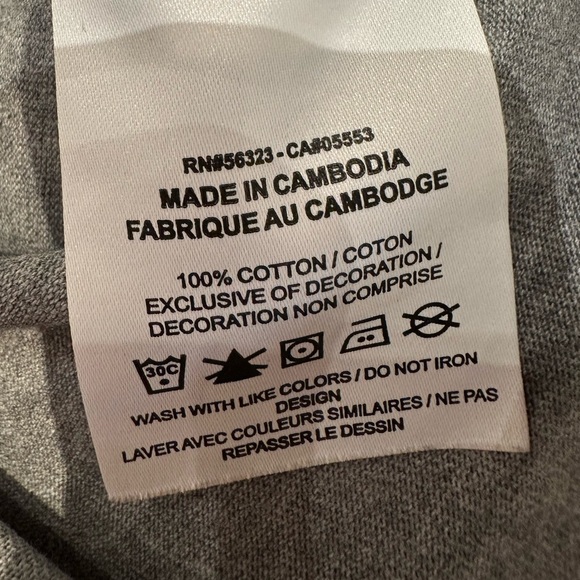 RN#56323 - CA#05553
MADE IN CAMBODIA
FABRIQUE AU CAMBODGE
100% COTTON / COTON
EXCLUSIVE OF DECORATION /
DECORATION NON COMPRISE
30C
WASH WITH LIKE COLORS / DO NOT IRON
DESIGN
LAVER AVEC COULEURS SIMILAIRES / NE PAS
REPASSER LE DESSIN